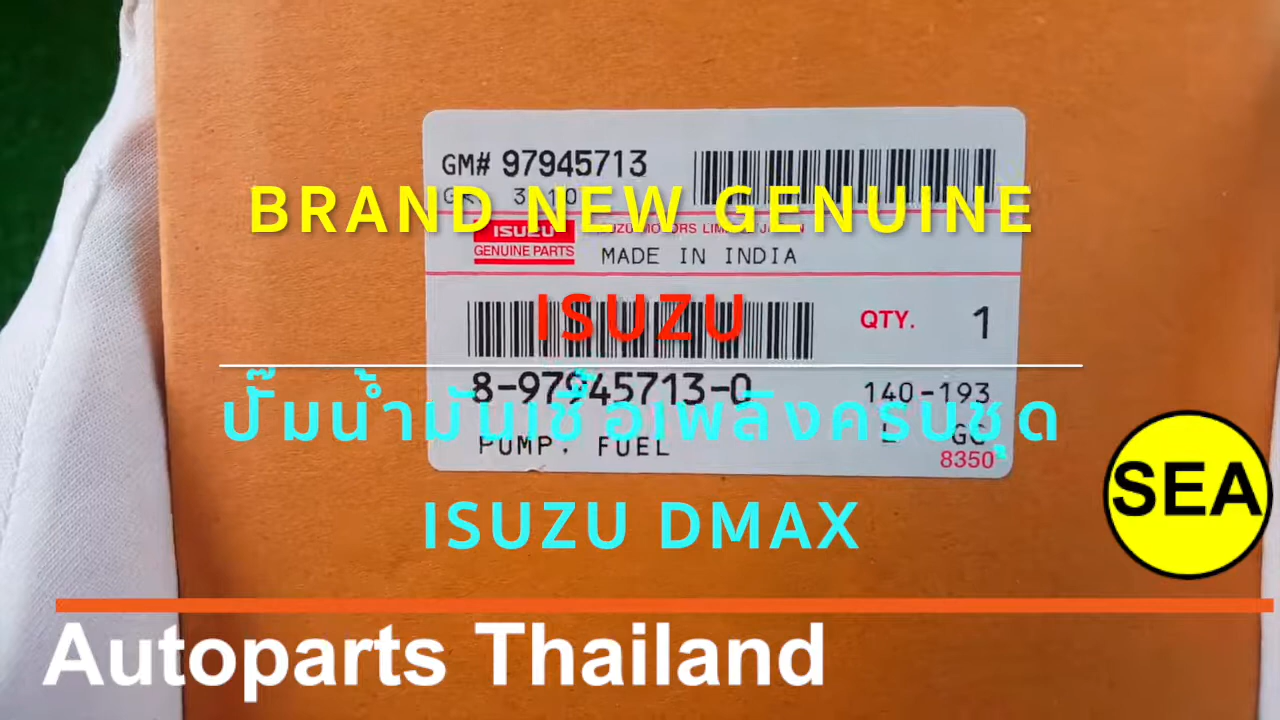 GM# 97945713
BRAND NEW GENUINE
ISUZU
GENUINE PARTS
MADE IN INDIA
ISUZU
QTY. 1
8-97945713-0
140-193
ปั๊มน้ำมันเชื้อเพลิงครบชุด
PUMP, FUEL
8350
ISUZU DMAX
SEA
Autoparts Thailand